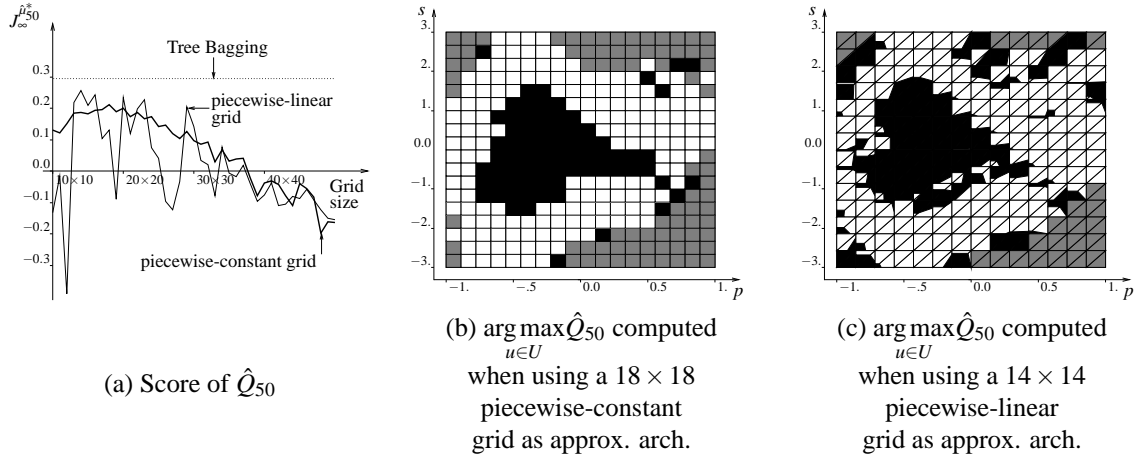 J∞^{û*_{50}}
Tree Bagging
0.3
0.2
0.1
0.0
−0.1
−0.2
−0.3
piecewise-linear
grid
10×10
20×20
30×30
40×40
Grid
size
piecewise-constant grid
(a) Score of Q̂50
s
3.
2.
1.
0.0
−1.
−2.
−3.
−1.
−.5
0.0
0.5
1.
p
(b) arg max Q̂50 computed
u∈U
when using a 18 × 18
piecewise-constant
grid as approx. arch.
s
3.
2.
1.
0.0
−1.
−2.
−3.
−1.
−.5
0.0
0.5
1.
p
(c) arg max Q̂50 computed
u∈U
when using a 14 × 14
piecewise-linear
grid as approx. arch.